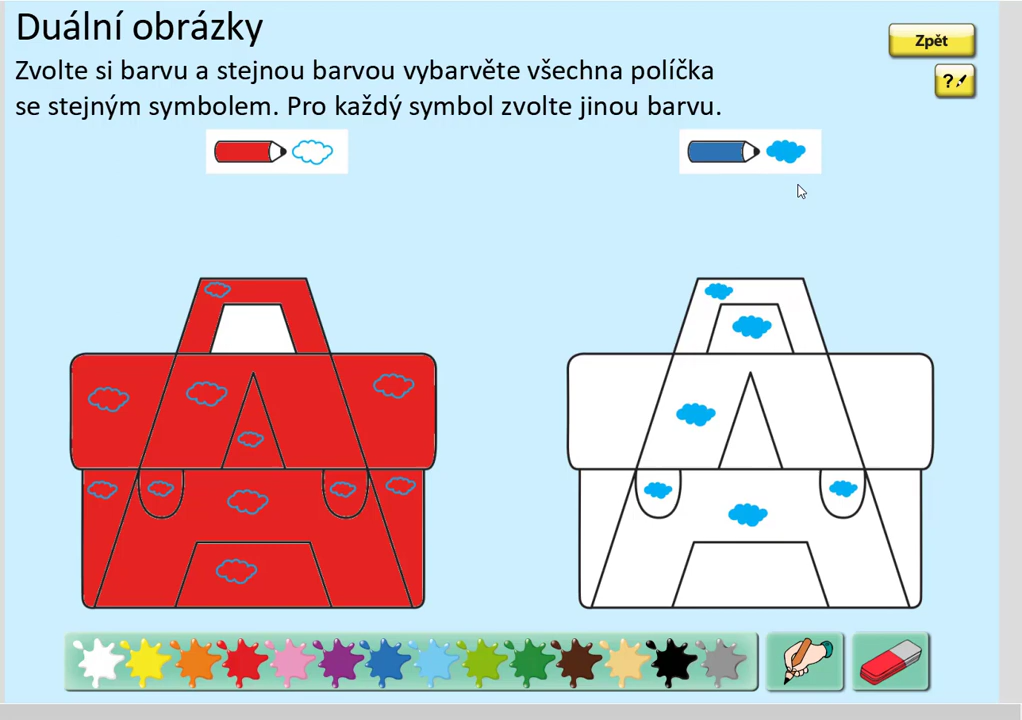 Duální obrázky
Zpět
Zvolte si barvu a stejnou barvou vybarvěte všechna políčka
?
se stejným symbolem. Pro každý symbol zvolte jinou barvu.